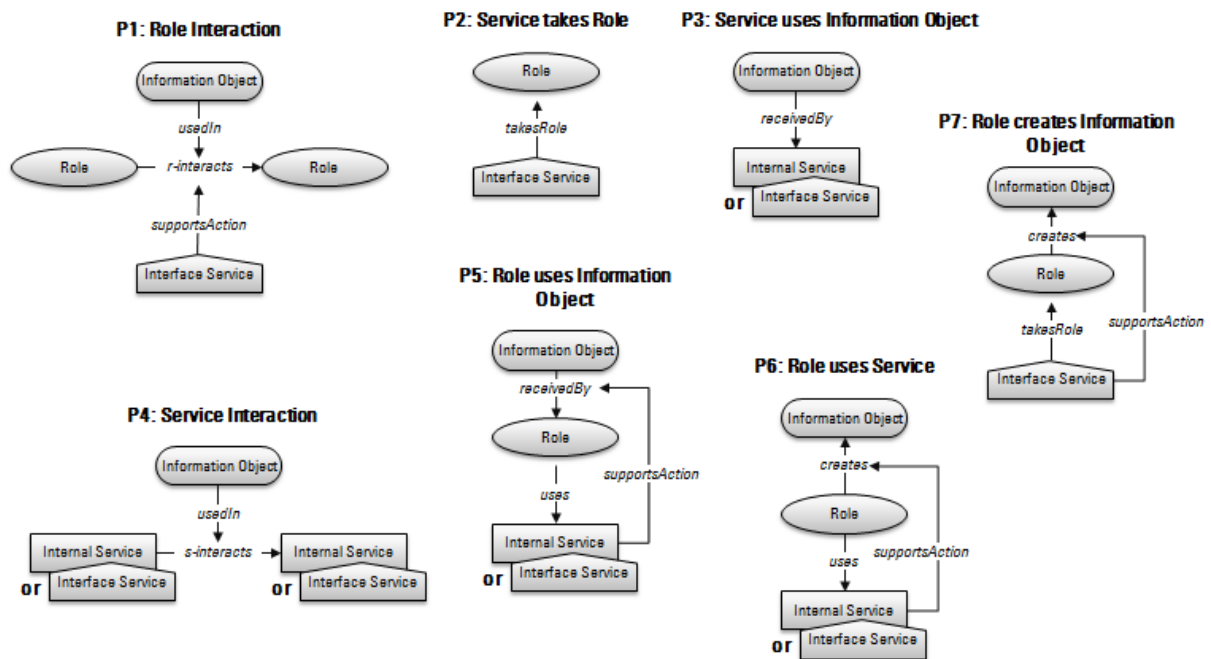 P1: Role Interaction
Information Object
usedIn
Role
r-interacts
Role
supportsAction
Interface Service
P2: Service takes Role
Role
takesRole
Interface Service
P3: Service uses Information Object
Information Object
receivedBy
Internal Service
or
Interface Service
P7: Role creates Information
Object
Information Object
creates
Role
takesRole
supportsAction
Interface Service
P4: Service Interaction
Information Object
usedIn
Internal Service
s-interacts
Internal Service
or
Interface Service
or
Interface Service
P5: Role uses Information
Object
Information Object
receivedBy
Role
supportsAction
uses
Internal Service
or
Interface Service
P6: Role uses Service
Information Object
creates
Role
supportsAction
uses
Internal Service
or
Interface Service